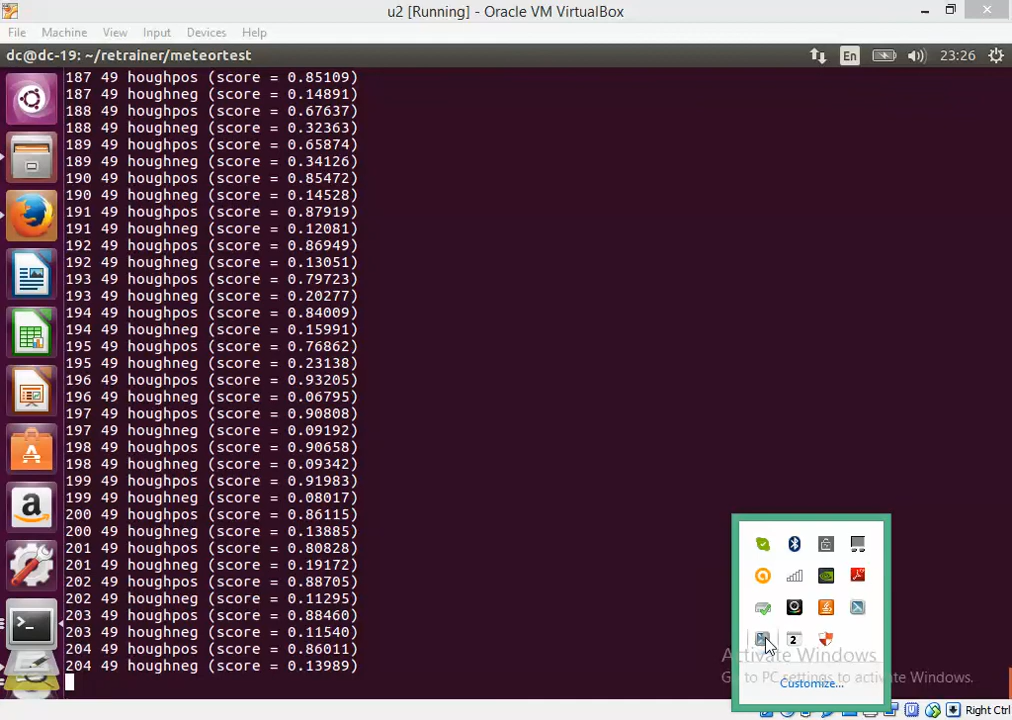 u2 [Running] - Oracle VM VirtualBox
File Machine View Input Devices Help
dc@dc-19: ~/retrainer/meteortest En 23:26
187 49 houghpos (score = 0.85109)
187 49 houghneg (score = 0.14891)
188 49 houghpos (score = 0.67637)
188 49 houghneg (score = 0.32363)
189 49 houghpos (score = 0.65874)
189 49 houghneg (score = 0.34126)
190 49 houghpos (score = 0.85472)
190 49 houghneg (score = 0.14528)
191 49 houghpos (score = 0.87919)
191 49 houghneg (score = 0.12081)
192 49 houghpos (score = 0.86949)
192 49 houghneg (score = 0.13051)
193 49 houghpos (score = 0.79723)
193 49 houghneg (score = 0.20277)
194 49 houghpos (score = 0.84009)
194 49 houghneg (score = 0.15991)
195 49 houghpos (score = 0.76862)
195 49 houghneg (score = 0.23138)
196 49 houghpos (score = 0.93205)
196 49 houghneg (score = 0.06795)
197 49 houghpos (score = 0.90808)
197 49 houghneg (score = 0.09192)
198 49 houghpos (score = 0.90658)
198 49 houghneg (score = 0.09342)
199 49 houghpos (score = 0.91983)
199 49 houghneg (score = 0.08017)
200 49 houghpos (score = 0.86115)
200 49 houghneg (score = 0.13885)
201 49 houghpos (score = 0.80828)
201 49 houghneg (score = 0.19172)
202 49 houghpos (score = 0.88705)
202 49 houghneg (score = 0.11295)
203 49 houghpos (score = 0.88460)
203 49 houghneg (score = 0.11540)
204 49 houghpos (score = 0.86011)
204 49 houghneg (score = 0.13989)
2
Activate Windows
Go to PC settings to activate Windows.
Customize...
Right Ctrl